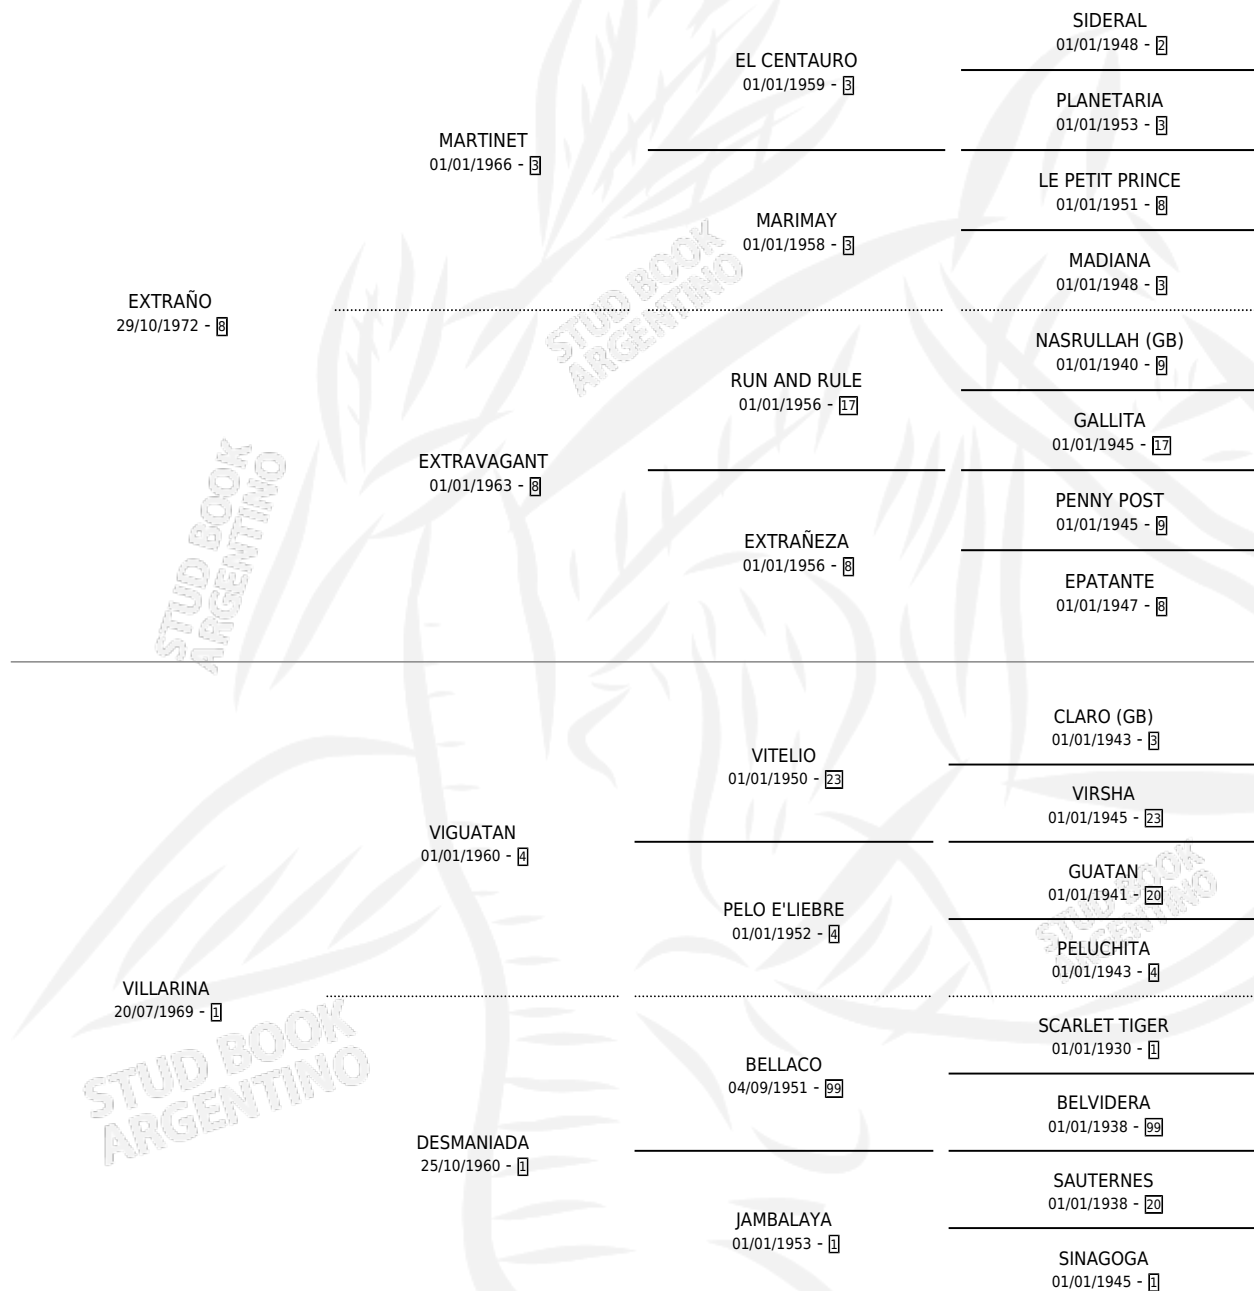 SIDERAL
01/01/1948 - 2
EL CENTAURO
01/01/1959 - 3
PLANETARIA
01/01/1953 - 3
MARTINET
01/01/1966 - 3
LE PETIT PRINCE
01/01/1951 - 8
MARIMAY
01/01/1958 - 3
MADIANA
01/01/1948 - 3
EXTRAÑO
29/10/1972 - 8
NASRULLAH (GB)
01/01/1940 - 9
RUN AND RULE
01/01/1956 - 17
GALLITA
01/01/1945 - 17
EXTRAVAGANT
01/01/1963 - 8
PENNY POST
01/01/1945 - 9
EXTRAÑEZA
01/01/1956 - 8
EPATANTE
01/01/1947 - 8
CLARO (GB)
01/01/1943 - 3
VITELIO
01/01/1950 - 23
VIRSHA
01/01/1945 - 23
VIGUATAN
01/01/1960 - 4
GUATAN
01/01/1941 - 20
PELO E'LIEBRE
01/01/1952 - 4
PELUCHITA
01/01/1943 - 4
VILLARINA
20/07/1969 - 1
SCARLET TIGER
01/01/1930 - 1
BELLACO
04/09/1951 - 99
BELVIDERA
01/01/1938 - 99
DESMANIADA
25/10/1960 - 1
SAUTERNES
01/01/1938 - 20
JAMBALAYA
01/01/1953 - 1
SINAGOGA
01/01/1945 - 1
STUD BOOK
ARGENTINO
STUD BOOK
ARGENTINO
STUD BOOK
ARGENTINO
STUD BOOK
ARGENTINO